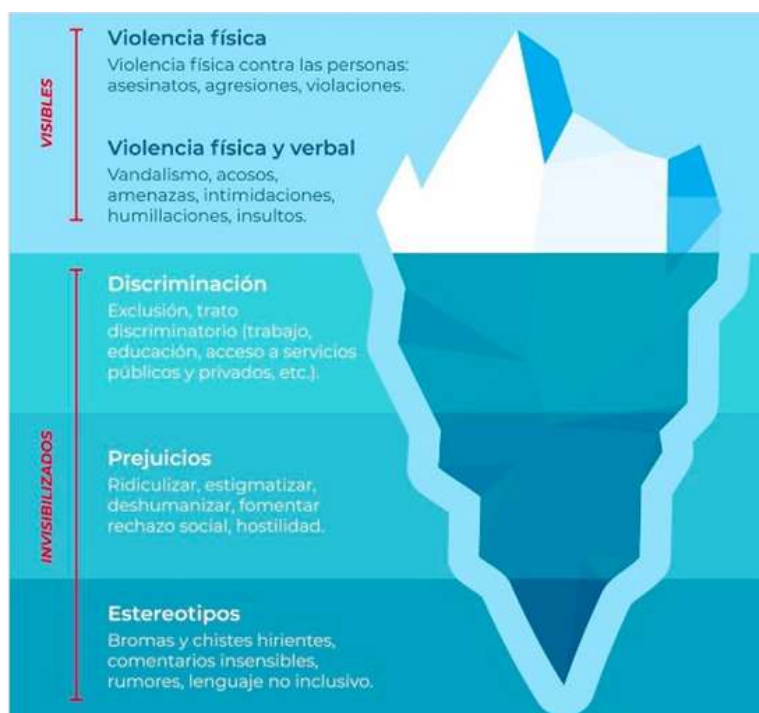 VISIBLES
Violencia física
Violencia física contra las personas:
asesinatos, agresiones, violaciones.
Violencia física y verbal
Vandalismo, acosos,
amenazas, intimidaciones,
humillaciones, insultos.
INVISIBILIZADOS
Discriminación
Exclusión, trato
discriminatorio (trabajo,
educación, acceso a servicios
públicos y privados, etc.).
Prejuicios
Ridiculizar, estigmatizar,
deshumanizar, fomentar
rechazo social, hostilidad.
Estereotipos
Bromas y chistes hirientes,
comentarios insensibles,
rumores, lenguaje no inclusivo.